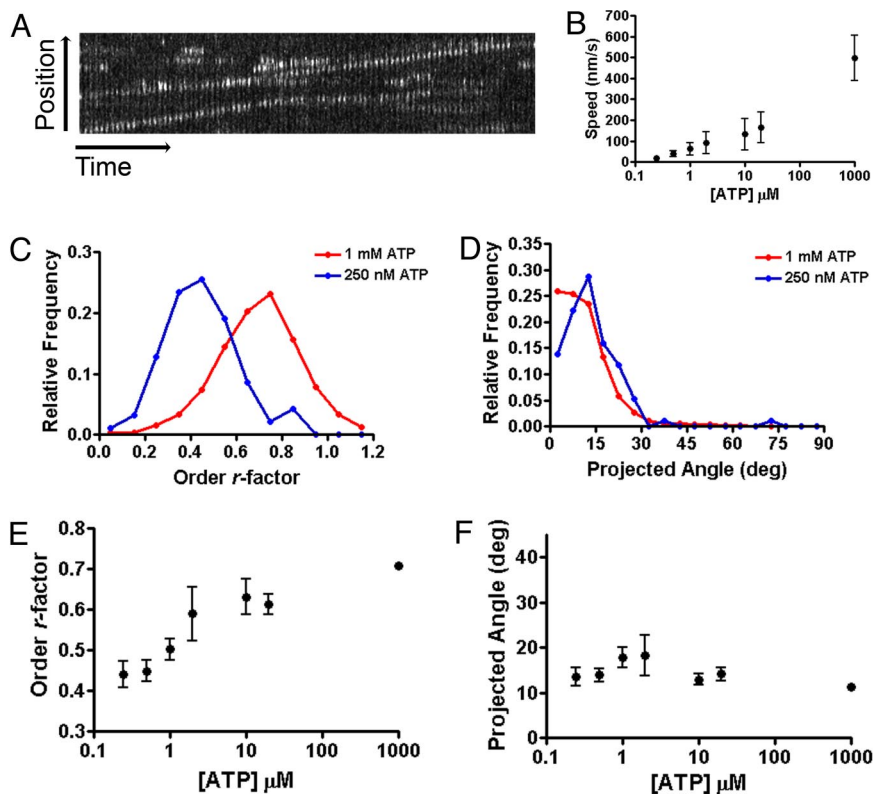 A
Position
Time
B
Speed (nm/s)
700
600
500
400
300
200
100
0
0.1
1
10
100
1000
[ATP] μM
C
Relative Frequency
0.3
0.2
0.1
0.0
0.0
0.2
0.4
0.6
0.8
1.0
1.2
Order r-factor
1 mM ATP
250 nM ATP
D
Relative Frequency
0.35
0.30
0.25
0.20
0.15
0.10
0.05
0.00
0
15
30
45
60
75
90
Projected Angle (deg)
1 mM ATP
250 nM ATP
E
Order r-factor
0.8
0.7
0.6
0.5
0.4
0.3
0.1
1
10
100
1000
[ATP] μM
F
Projected Angle (deg)
40
30
20
10
0
0.1
1
10
100
1000
[ATP] μM